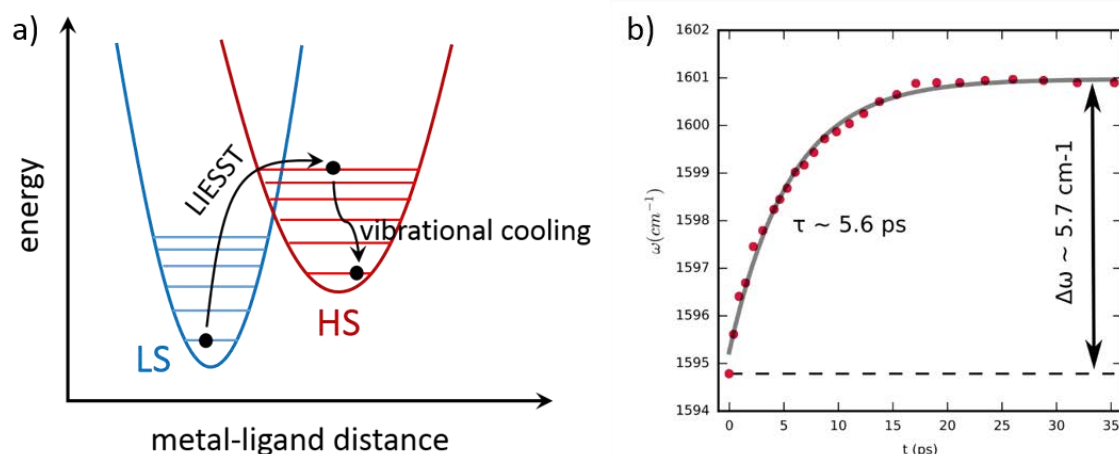 a)
energy
LIESST
vibrational cooling
LS
HS
metal-ligand distance
b)
1602
1601
1600
1599
1598
1597
1596
1595
1594
ω(cm⁻¹)
τ ~ 5.6 ps
Δω ~ 5.7 cm-1
0 5 10 15 20 25 30 35
t (ps)